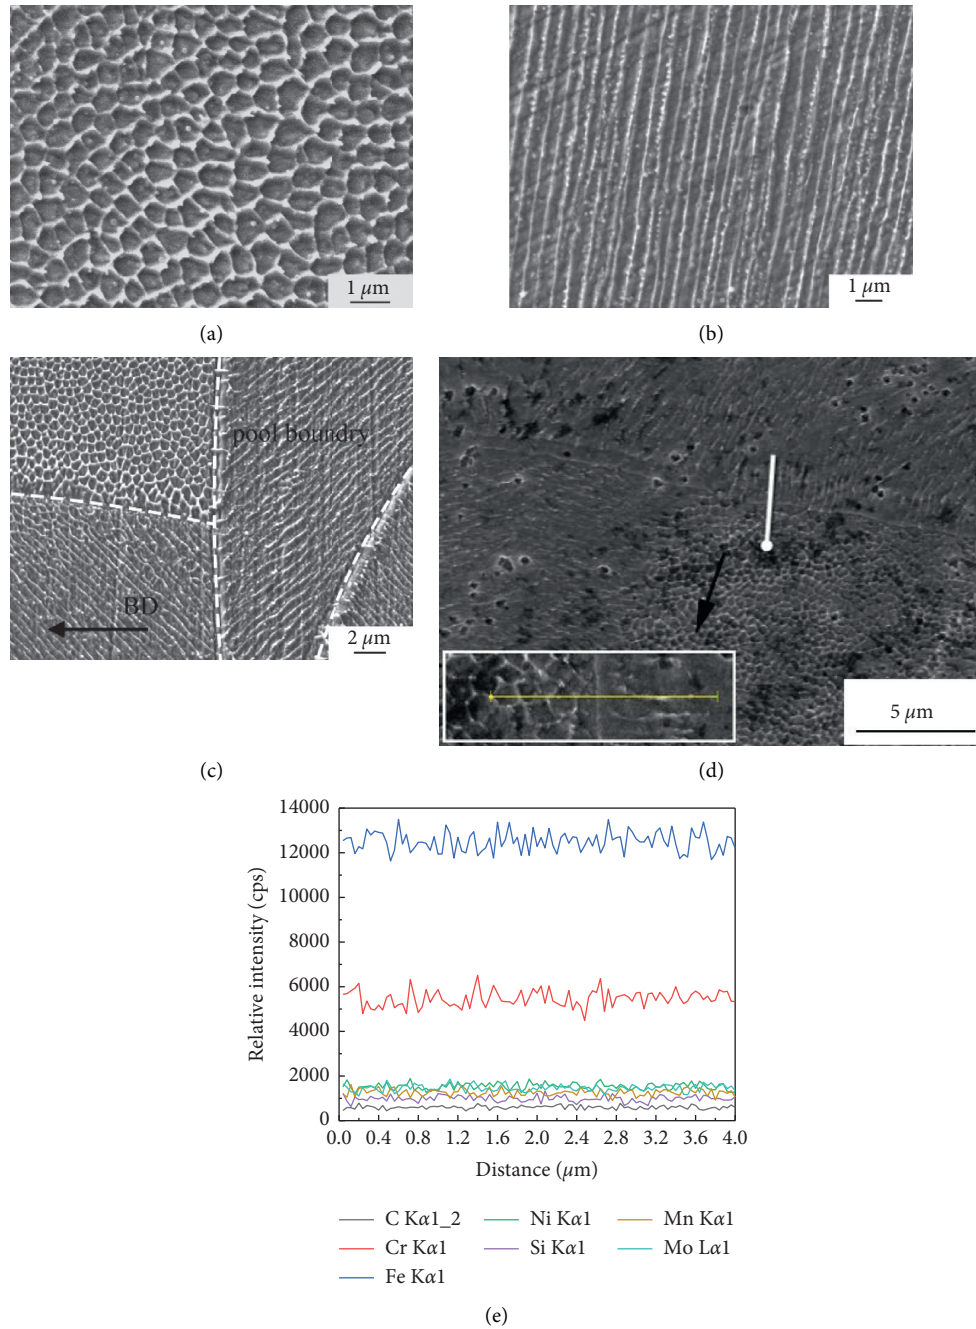 1 μm
1 μm
(a)
(b)
pool boundry
BD
2 μm
5 μm
(c)
(d)
14000
12000
10000
8000
6000
4000
2000
0
Relative intensity (cps)
0.0 0.4 0.8 1.2 1.6 2.0 2.4 2.8 3.2 3.6 4.0
Distance (μm)
C Kα1_2 Ni Kα1 Mn Kα1
Cr Kα1 Si Kα1 Mo Lα1
Fe Kα1
(e)